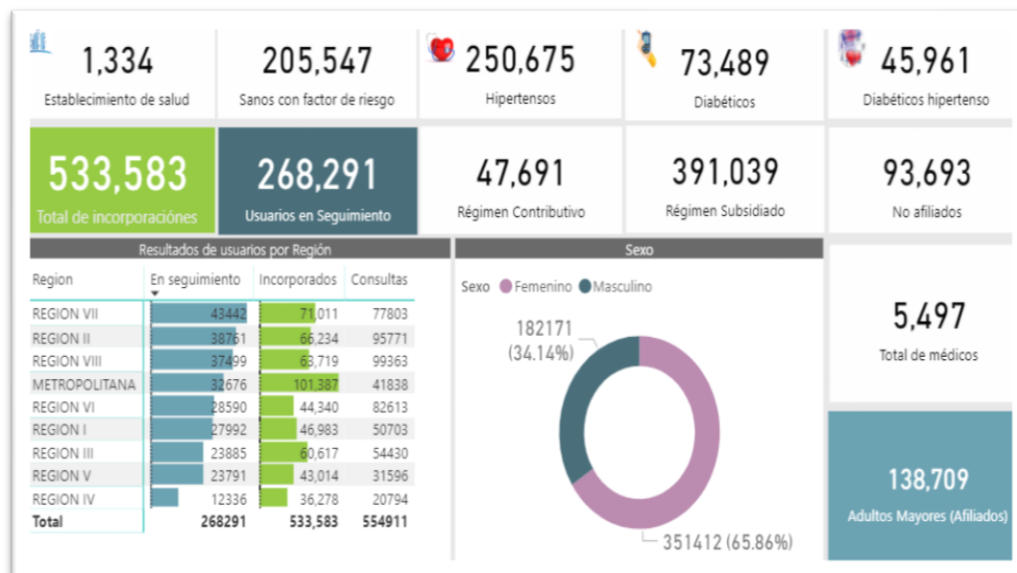 1,334
Establecimiento de salud
205,547
Sanos con factor de riesgo
250,675
Hipertensos
73,489
Diabéticos
45,961
Diabéticos hipertenso
533,583
Total de incorporaciónes
268,291
Usuarios en Seguimiento
47,691
Régimen Contributivo
391,039
Régimen Subsidiado
93,693
No afiliados
Resultados de usuarios por Región
Region En seguimiento Incorporados Consultas
REGION VII 43442 71,011 77803
REGION II 38761 66,234 95771
REGION VIII 37499 63,719 99363
METROPOLITANA 32676 101,387 41838
REGION VI 28590 44,340 82613
REGION I 27992 46,983 50703
REGION III 23885 60,617 54430
REGION V 23791 43,014 31596
REGION IV 12336 36,278 20794
Total 268291 533,583 554911
Sexo
Sexo Femenino Masculino
182171
(34.14%)
351412 (65.86%)
5,497
Total de médicos
138,709
Adultos Mayores (Afiliados)